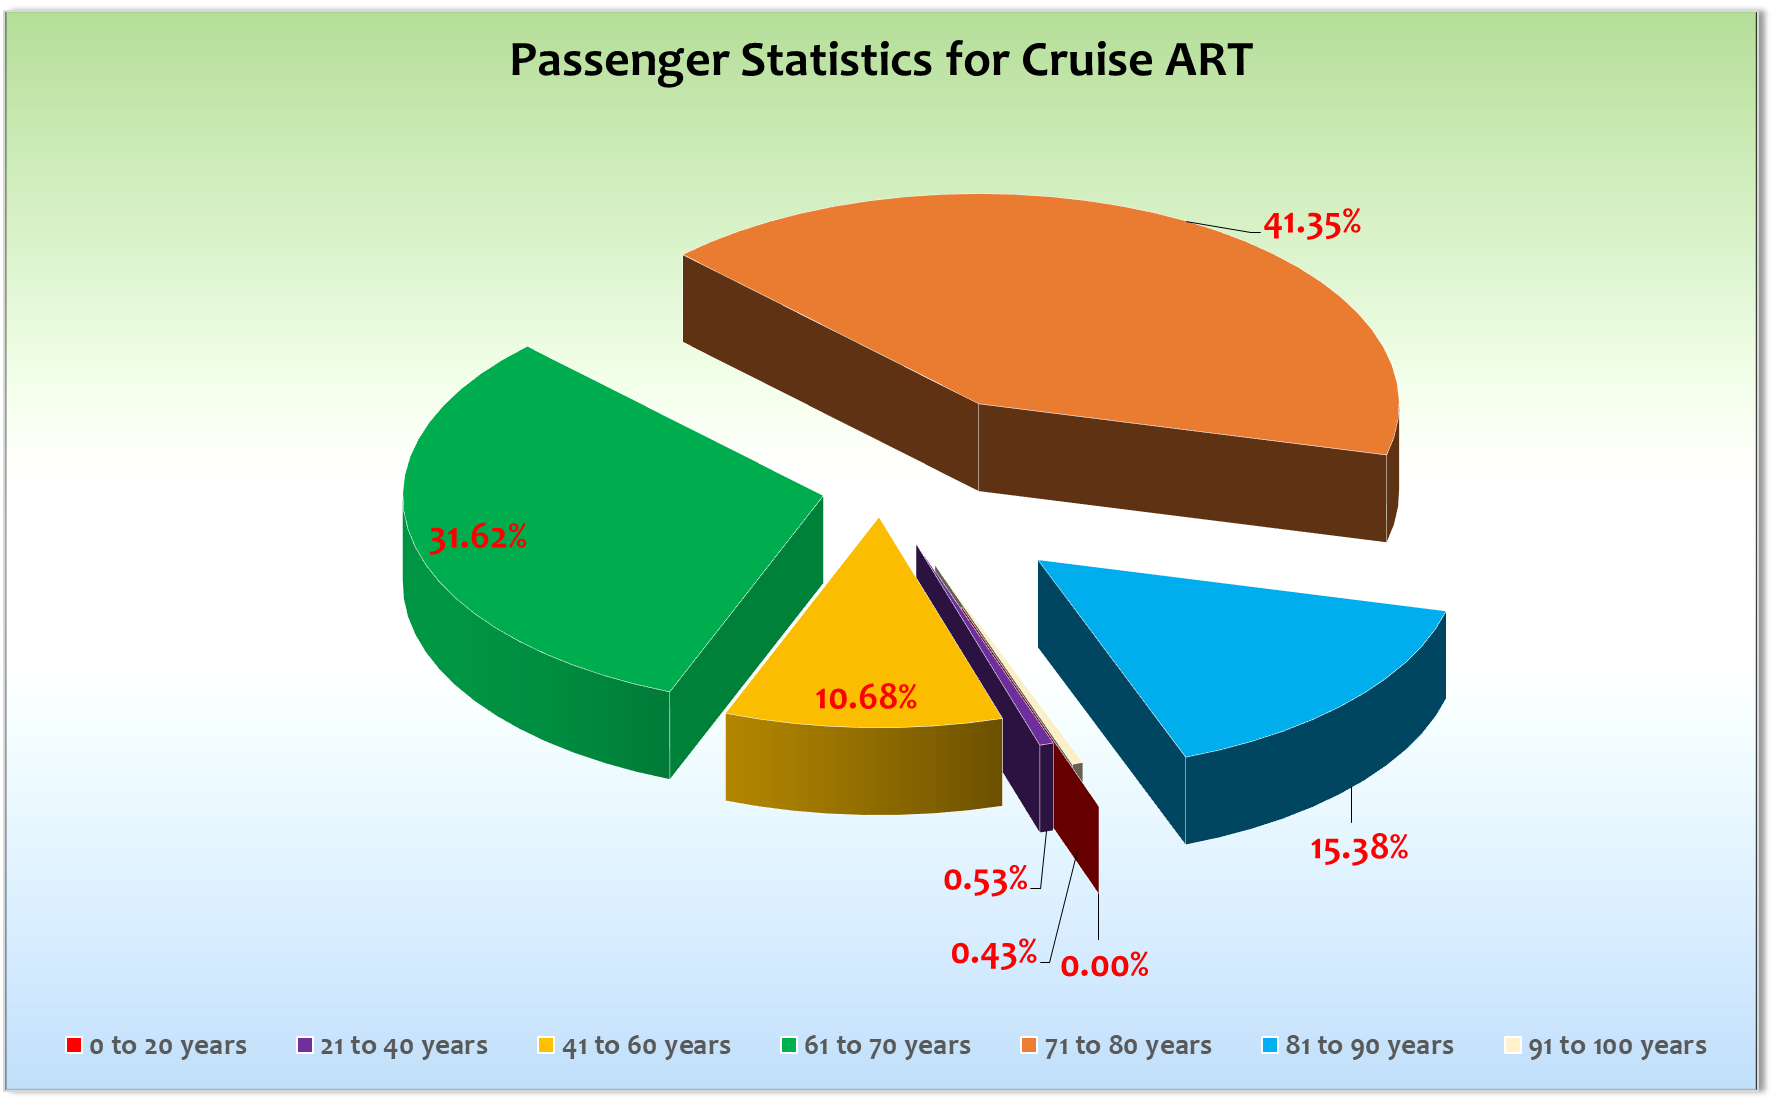 Passenger Statistics for Cruise ART
41.35%
31.62%
10.68%
15.38%
0.53%
0.43%
0.00%
0 to 20 years
21 to 40 years
41 to 60 years
61 to 70 years
71 to 80 years
81 to 90 years
91 to 100 years